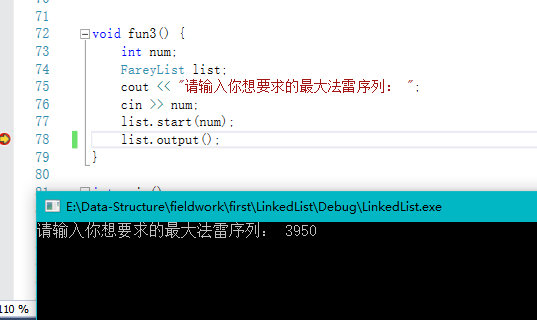 71
72 void fun3() {
73 int num;
74 FareyList list;
75 cout << "请输入你想要求的最大法雷序列： ";
76 cin >> num;
77 list.start(num);
78 list.output();
79 }
80
E:\Data-Structure\fieldwork\first\LinkedList\Debug\LinkedList.exe
请输入你想要求的最大法雷序列： 3950
110 %